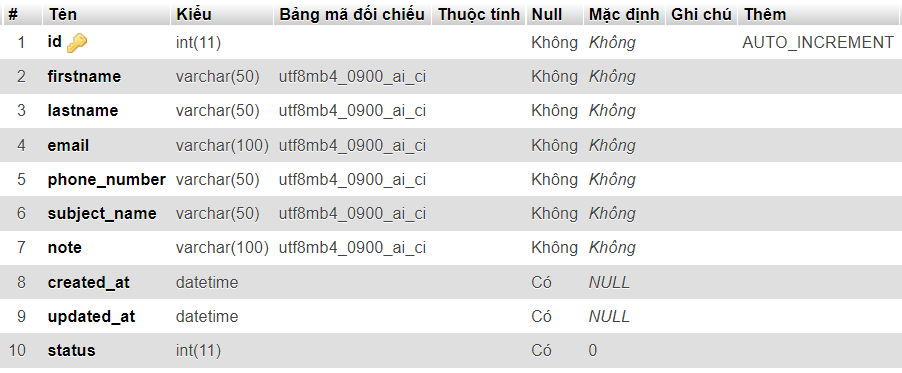 # Tên Kiểu Bảng mã đối chiếu Thuộc tính Null Mặc định Ghi chú Thêm
1 id int(11) Không Không AUTO_INCREMENT
2 firstname varchar(50) utf8mb4_0900_ai_ci Không Không
3 lastname varchar(50) utf8mb4_0900_ai_ci Không Không
4 email varchar(100) utf8mb4_0900_ai_ci Không Không
5 phone_number varchar(50) utf8mb4_0900_ai_ci Không Không
6 subject_name varchar(50) utf8mb4_0900_ai_ci Không Không
7 note varchar(100) utf8mb4_0900_ai_ci Không Không
8 created_at datetime Có NULL
9 updated_at datetime Có NULL
10 status int(11) Có 0